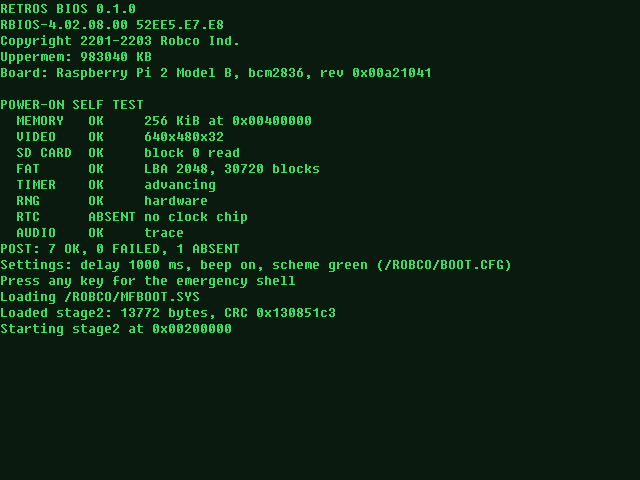 RETROS BIOS 0.1.0
RBIOS-4.02.08.00 52EE5.E7.E8
Copyright 2201-2203 Robco Ind.
Uppermem: 983040 KB
Board: Raspberry Pi 2 Model B, bcm2836, rev 0x00a21041
POWER-ON SELF TEST
MEMORY OK 256 KiB at 0x00400000
VIDEO OK 640x480x32
SD CARD OK block 0 read
FAT OK LBA 2048, 30720 blocks
TIMER OK advancing
RNG OK hardware
RTC ABSENT no clock chip
AUDIO OK trace
POST: 7 OK, 0 FAILED, 1 ABSENT
Settings: delay 1000 ms, beep on, scheme green (/ROBCO/BOOT.CFG)
Press any key for the emergency shell
Loading /ROBCO/MFBOOT.SYS
Loaded stage2: 13772 bytes, CRC 0x130851c3
Starting stage2 at 0x00200000